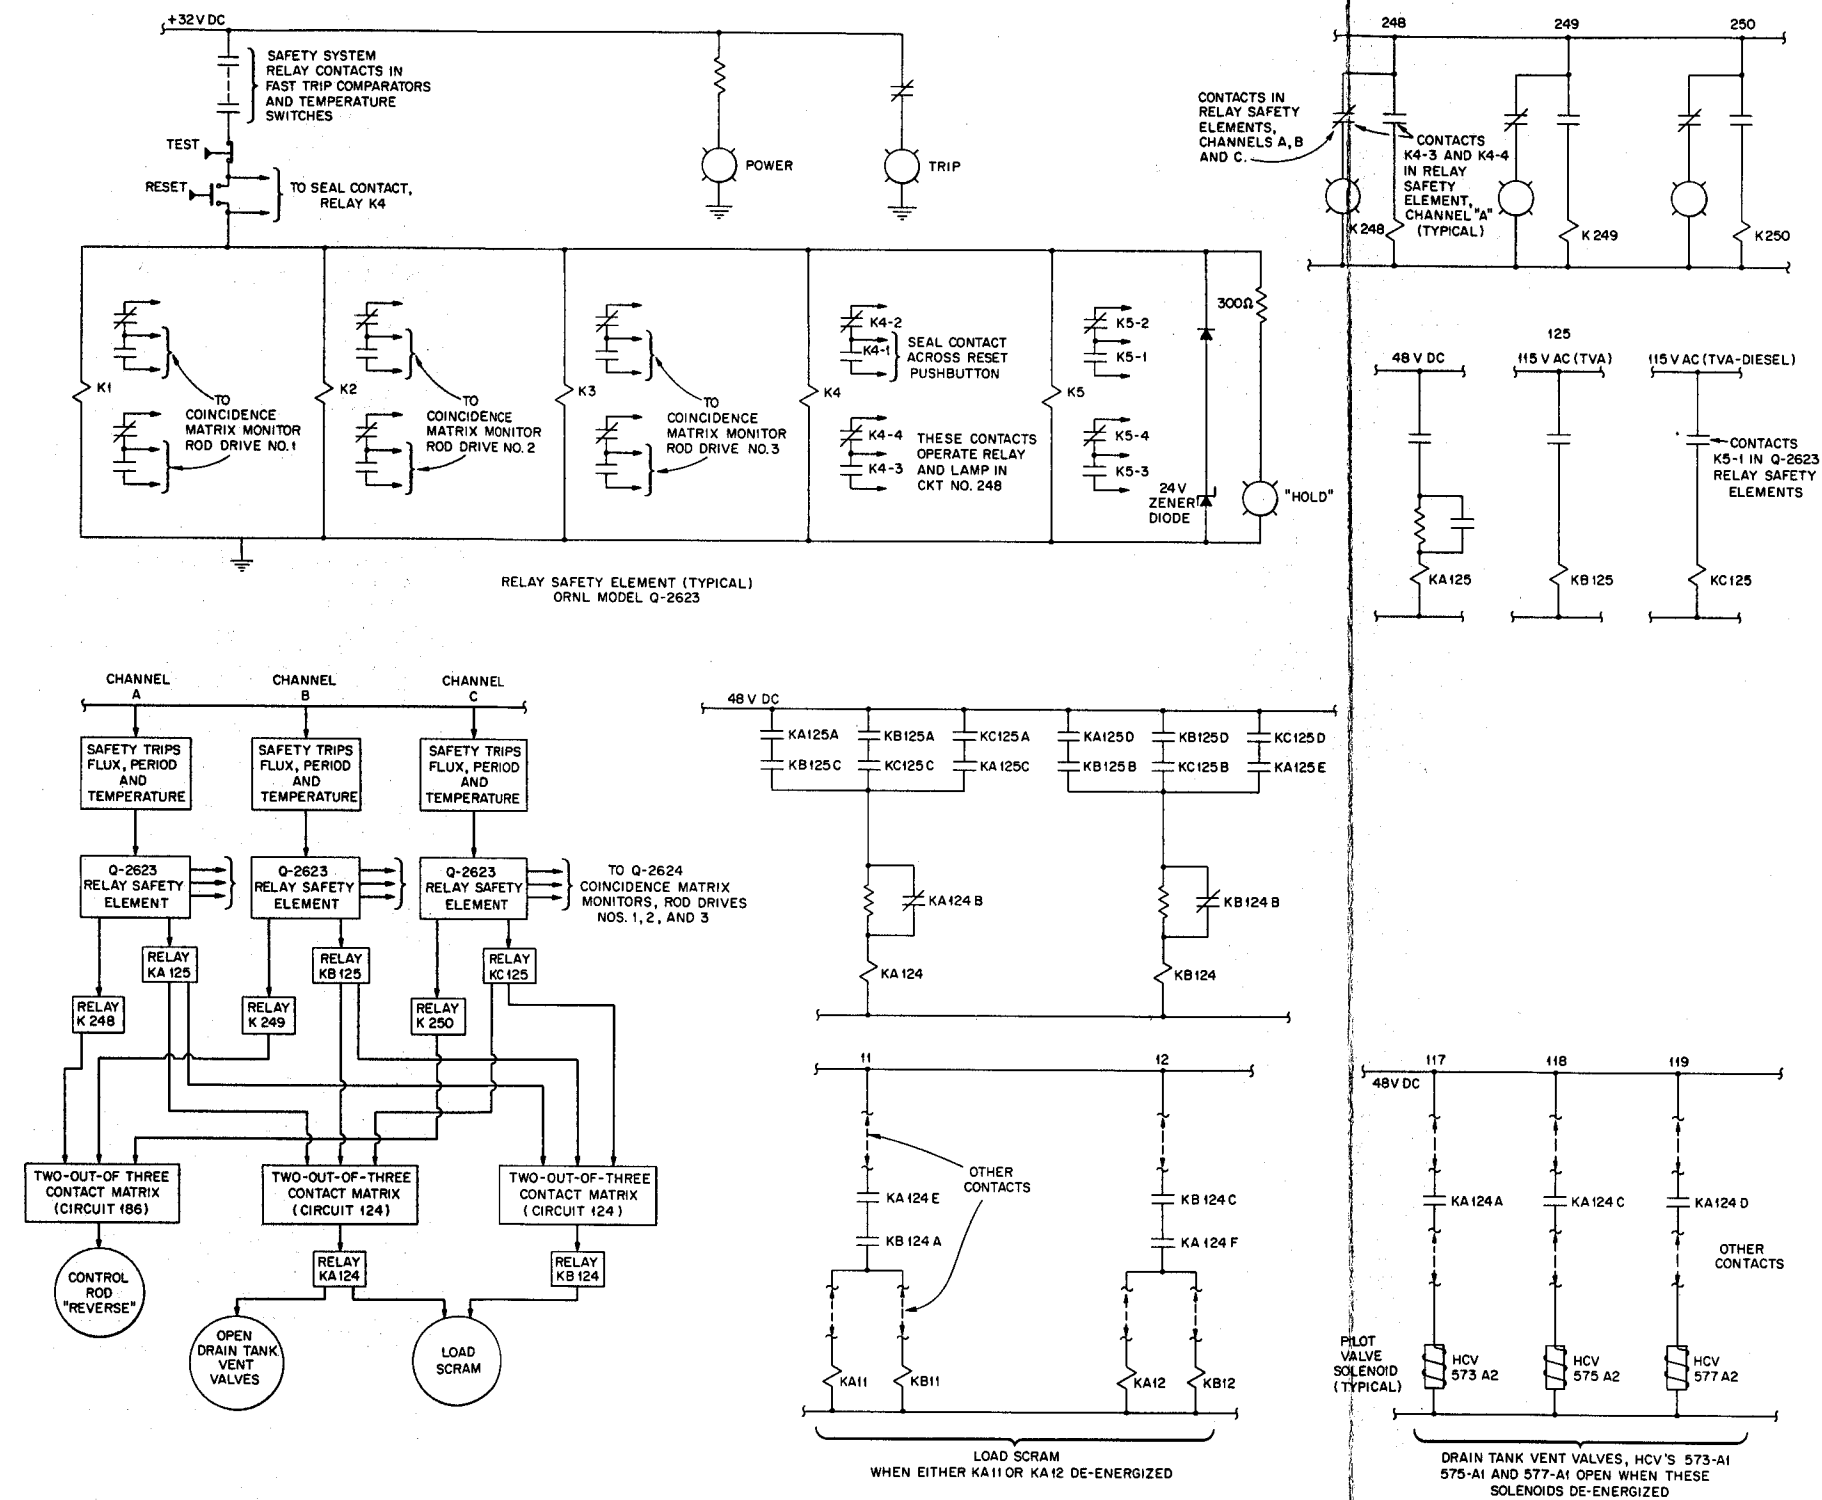 +32V DC
SAFETY SYSTEM
RELAY CONTACTS IN
FAST TRIP COMPARATORS
AND TEMPERATURE
SWITCHES
TEST
RESET
TO SEAL CONTACT,
RELAY K4
POWER
TRIP
K1
TO
COINCIDENCE
MATRIX MONITOR
ROD DRIVE NO.1
K2
TO
COINCIDENCE
MATRIX MONITOR
ROD DRIVE NO.2
K3
TO
COINCIDENCE
MATRIX MONITOR
ROD DRIVE NO.3
K4
K4-2
K4-1
SEAL CONTACT
ACROSS RESET
PUSHBUTTON
K4-4
K4-3
THESE CONTACTS
OPERATE RELAY
AND LAMP IN
CKT NO. 248
K5
K5-2
K5-1
K5-4
K5-3
24V
ZENER
DIODE
300Ω
"HOLD"
RELAY SAFETY ELEMENT (TYPICAL)
ORNL MODEL Q-2623
248
249
250
CONTACTS IN
RELAY SAFETY
ELEMENTS,
CHANNELS A, B
AND C.
CONTACTS
K4-3 AND K4-4
IN RELAY
SAFETY
ELEMENT,
CHANNEL "A"
(TYPICAL)
K248
K249
K250
125
48 V DC
115 V AC (TVA)
115 V AC (TVA-DIESEL)
CONTACTS
K5-1 IN Q-2623
RELAY SAFETY
ELEMENTS
KA125
KB125
KC125
CHANNEL
A
CHANNEL
B
CHANNEL
C
SAFETY TRIPS
FLUX, PERIOD
AND
TEMPERATURE
SAFETY TRIPS
FLUX, PERIOD
AND
TEMPERATURE
SAFETY TRIPS
FLUX, PERIOD
AND
TEMPERATURE
Q-2623
RELAY SAFETY
ELEMENT
Q-2623
RELAY SAFETY
ELEMENT
Q-2623
RELAY SAFETY
ELEMENT
TO Q-2624
COINCIDENCE MATRIX
MONITORS, ROD DRIVES
NOS. 1, 2, AND 3
RELAY
KA125
RELAY
KB125
RELAY
KC125
RELAY
K 248
RELAY
K 249
RELAY
K 250
TWO-OUT-OF THREE
CONTACT MATRIX
(CIRCUIT 186)
TWO-OUT-OF-THREE
CONTACT MATRIX
(CIRCUIT 124)
TWO-OUT-OF-THREE
CONTACT MATRIX
(CIRCUIT 124)
CONTROL
ROD
"REVERSE"
RELAY
KA124
RELAY
KB124
OPEN
DRAIN TANK
VENT
VALVES
LOAD
SCRAM
48 V DC
KA125A
KB125A
KC125A
KA125D
KB125D
KC125D
KB125C
KC125C
KA125C
KB125B
KC125B
KA125E
KA124B
KB124B
KA124
KB124
11
12
OTHER
CONTACTS
KA124E
KB124A
KB124C
KA124F
KA11
KB11
KA12
KB12
LOAD SCRAM
WHEN EITHER KA11 OR KA12 DE-ENERGIZED
117
118
119
48V DC
KA124A
KA124C
KA124D
OTHER
CONTACTS
PILOT
VALVE
SOLENOID
(TYPICAL)
HCV
573 A2
HCV
575 A2
HCV
577 A2
DRAIN TANK VENT VALVES, HCV'S 573-A1
575-A1 AND 577-A1 OPEN WHEN THESE
SOLENOIDS DE-ENERGIZED